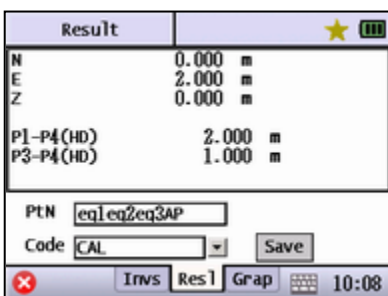 Result
N 0.000 m
E 2.000 m
Z 0.000 m
P1-P4(HD) 2.000 m
P3-P4(HD) 1.000 m
PtN eq1eq2eq3AP
Code CAL Save
Invs Resl Grap 10:08